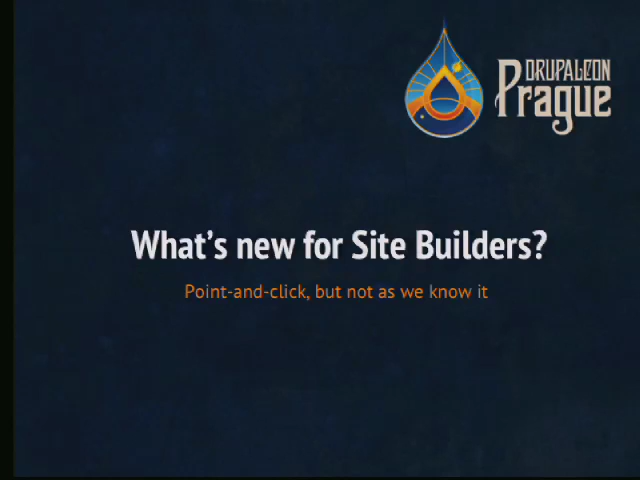 DRUPALCON
Prague
What's new for Site Builders?
Point-and-click, but not as we know it